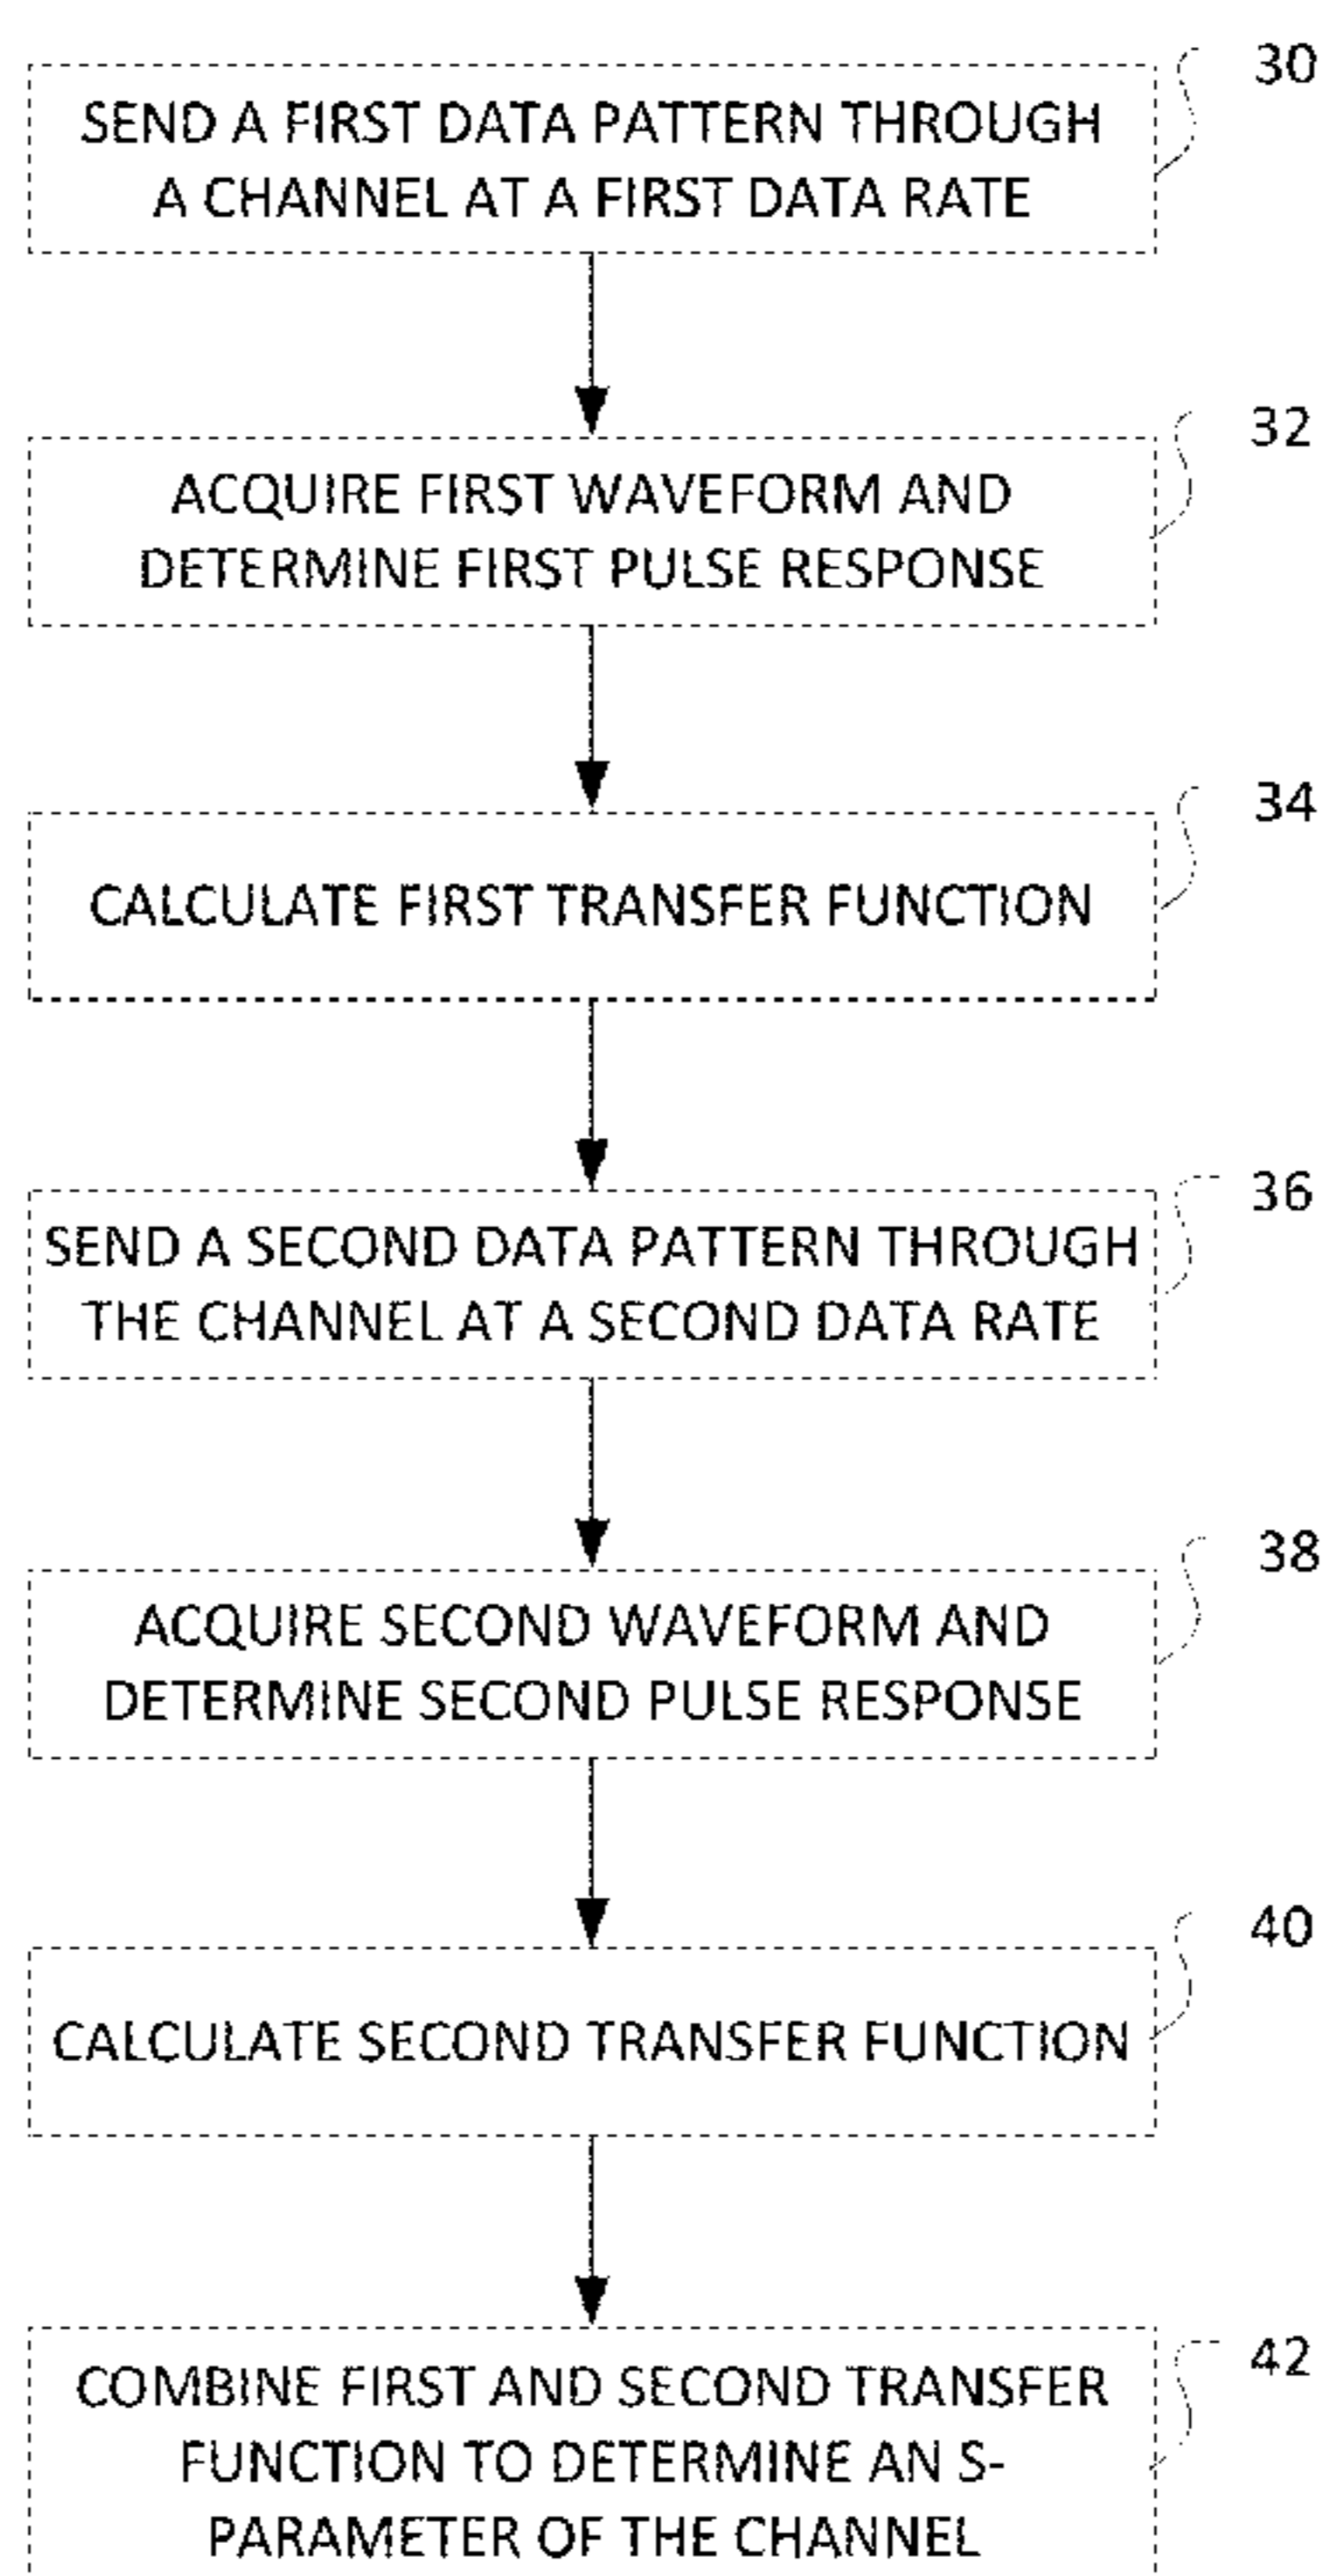 30
SEND A FIRST DATA PATTERN THROUGH
A CHANNEL AT A FIRST DATA RATE
32
ACQUIRE FIRST WAVEFORM AND
DETERMINE FIRST PULSE RESPONSE
34
CALCULATE FIRST TRANSFER FUNCTION
36
SEND A SECOND DATA PATTERN THROUGH
THE CHANNEL AT A SECOND DATA RATE
38
ACQUIRE SECOND WAVEFORM AND
DETERMINE SECOND PULSE RESPONSE
40
CALCULATE SECOND TRANSFER FUNCTION
42
COMBINE FIRST AND SECOND TRANSFER
FUNCTION TO DETERMINE AN S-
PARAMETER OF THE CHANNEL